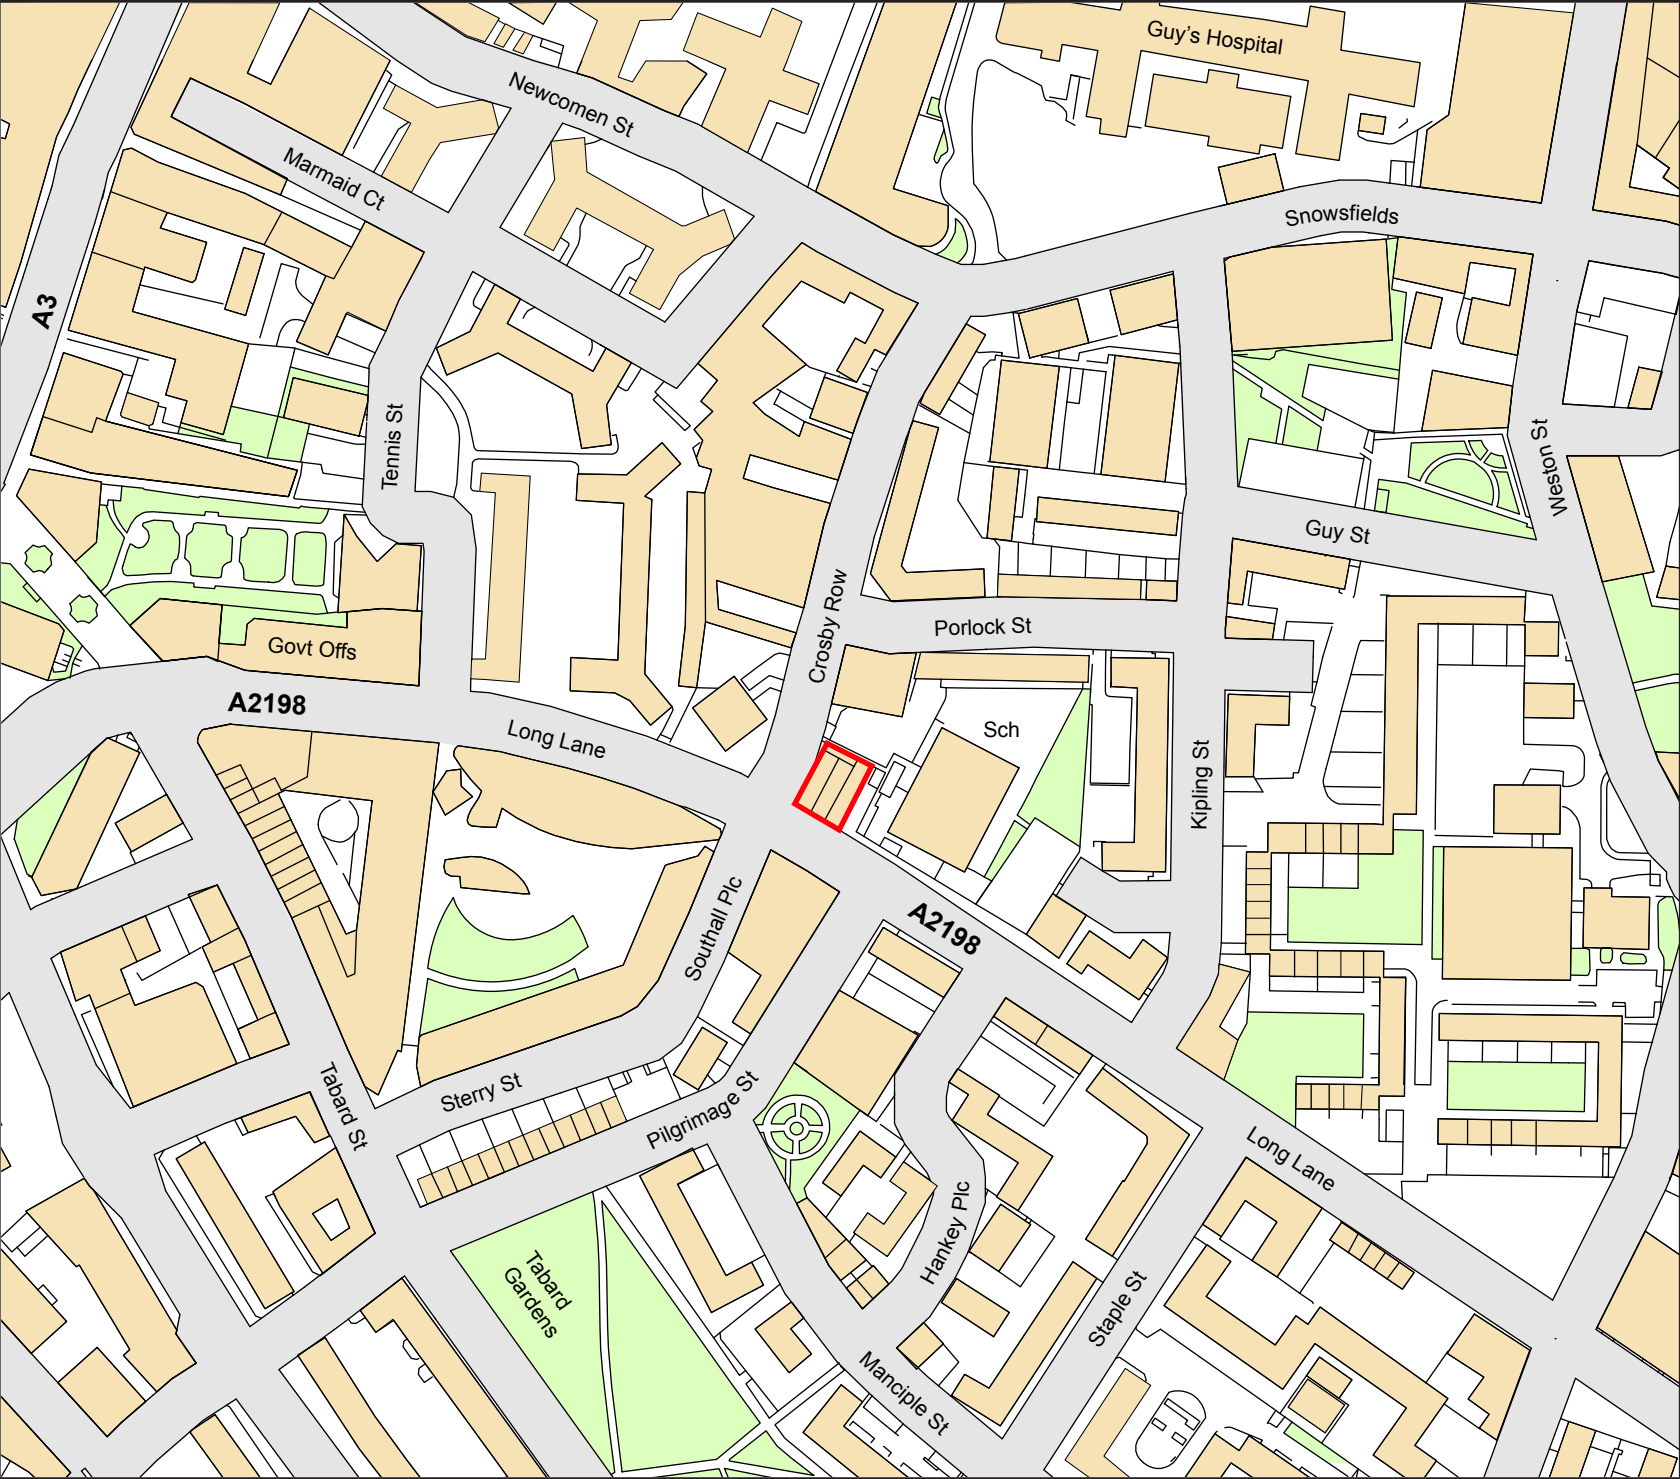 Guy's Hospital
Newcomen St
Marmaid Ct
Snowsfields
A3
Tennis St
Weston St
Guy St
Crosby Row
Porlock St
Govt Offs
A2198
Long Lane
Sch
Kipling St
Southall Plc
A2198
Tabard St
Sterry St
Pilgrimage St
Long Lane
Hankey Plc
Tabard
Gardens
Staple St
Manciple St